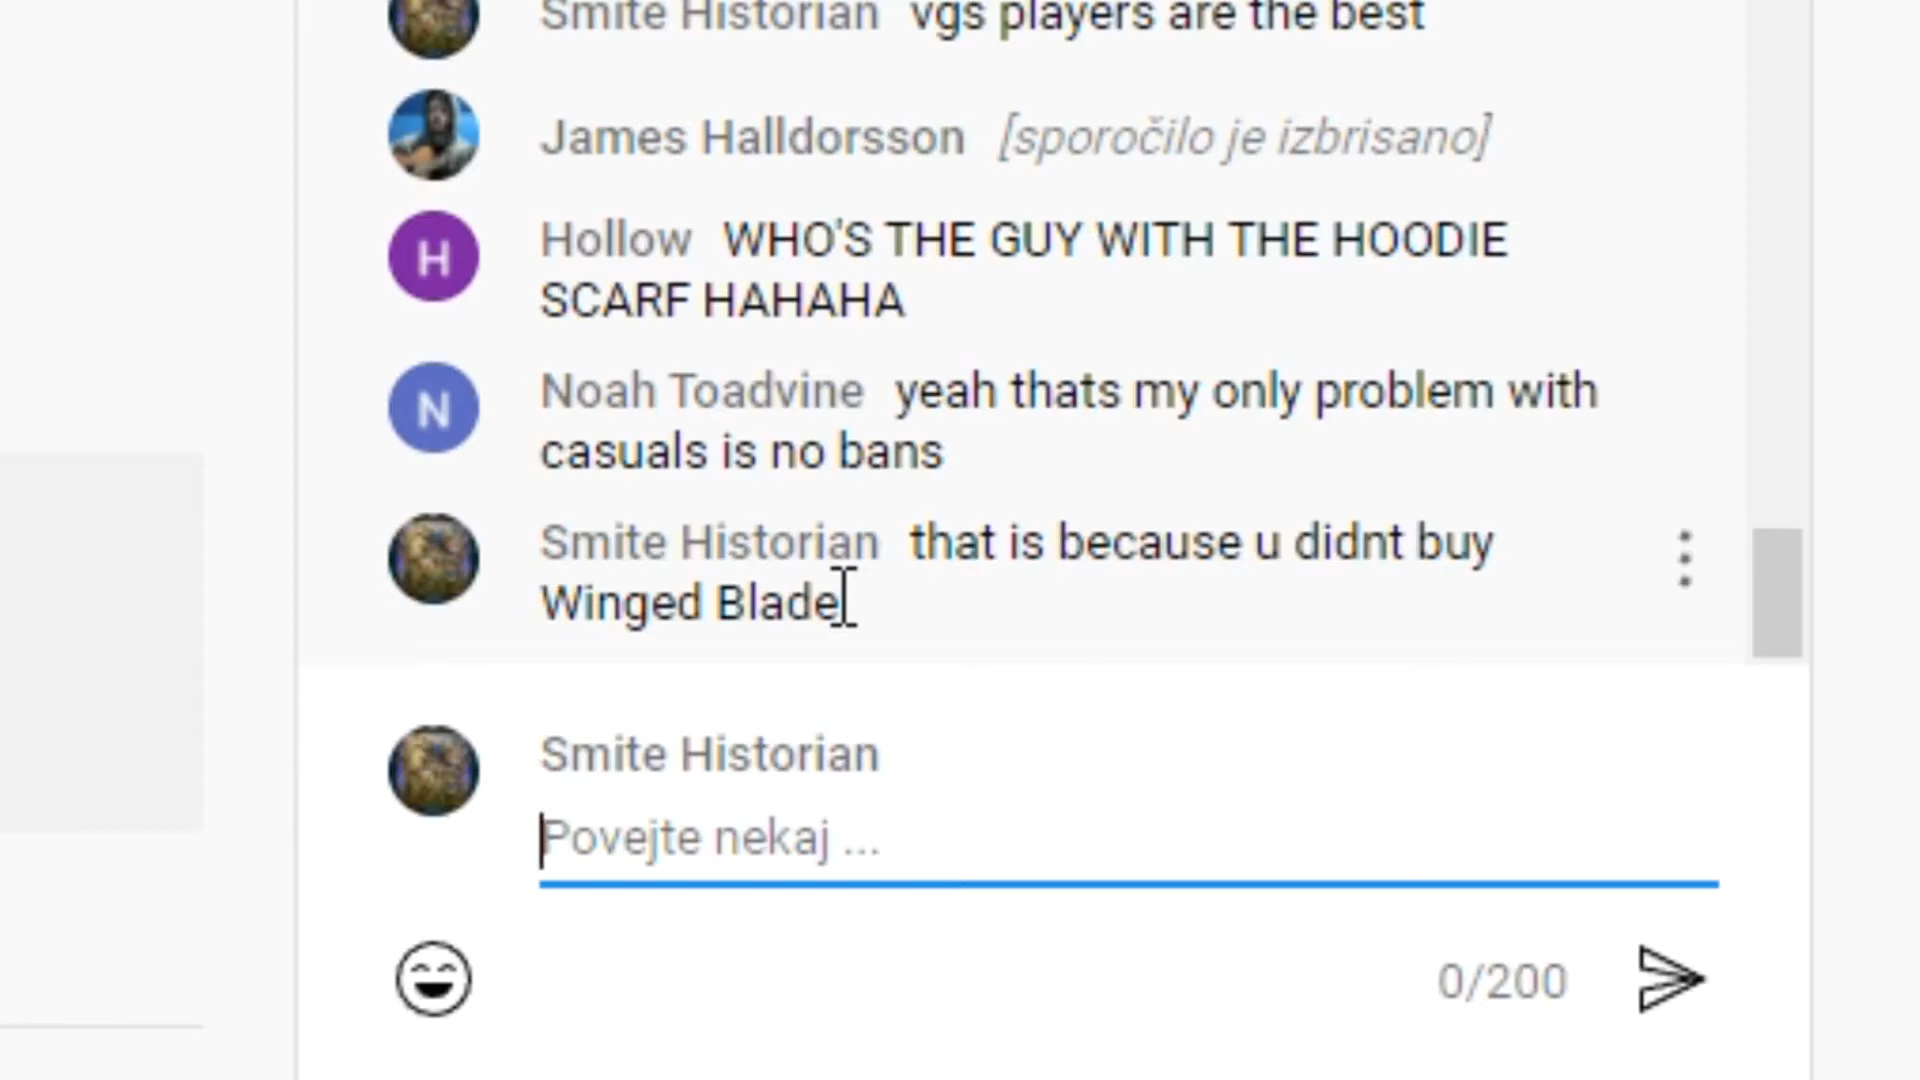 Smite Historian vgs players are the best
James Halldorsson [sporočilo je izbrisano]
H
Hollow WHO'S THE GUY WITH THE HOODIE
SCARF HAHAHA
N
Noah Toadvine yeah thats my only problem with
casuals is no bans
Smite Historian that is because u didnt buy
Winged Blade
Smite Historian
Povejte nekaj ...
0/200